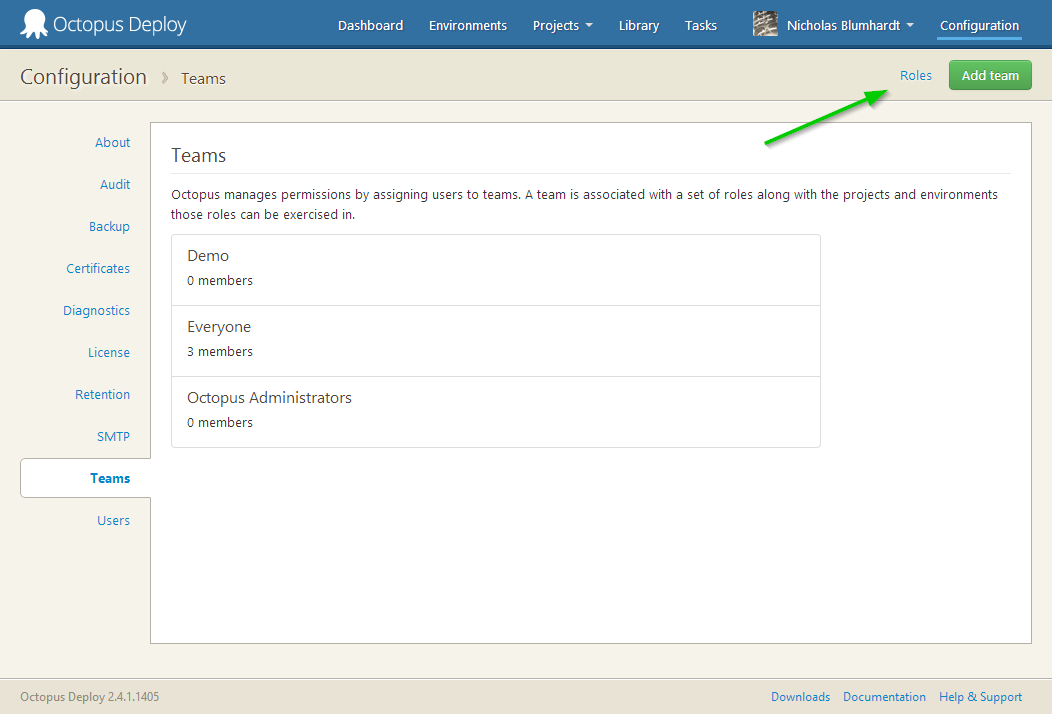 Octopus Deploy
Dashboard Environments Projects Library Tasks Nicholas Blumhardt Configuration
Configuration Teams Roles Add team
About
Audit
Backup
Certificates
Diagnostics
License
Retention
SMTP
Teams
Users
Teams
Octopus manages permissions by assigning users to teams. A team is associated with a set of roles along with the projects and environments
those roles can be exercised in.
Demo
0 members
Everyone
3 members
Octopus Administrators
0 members
Octopus Deploy 2.4.1.1405 Downloads Documentation Help & Support